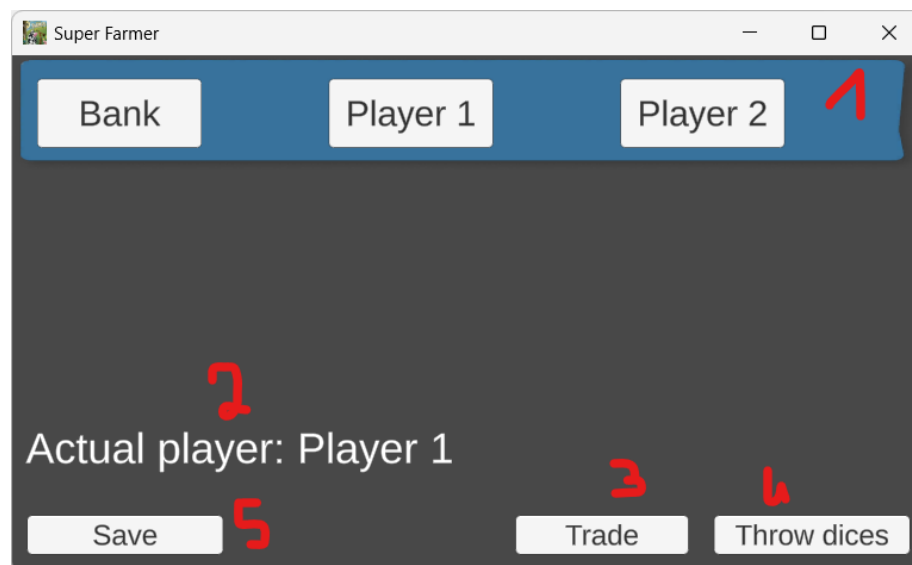 Super Farmer
Bank Player 1 Player 2 1
2
Actual player: Player 1
3 4
Save 5 Trade Throw dices